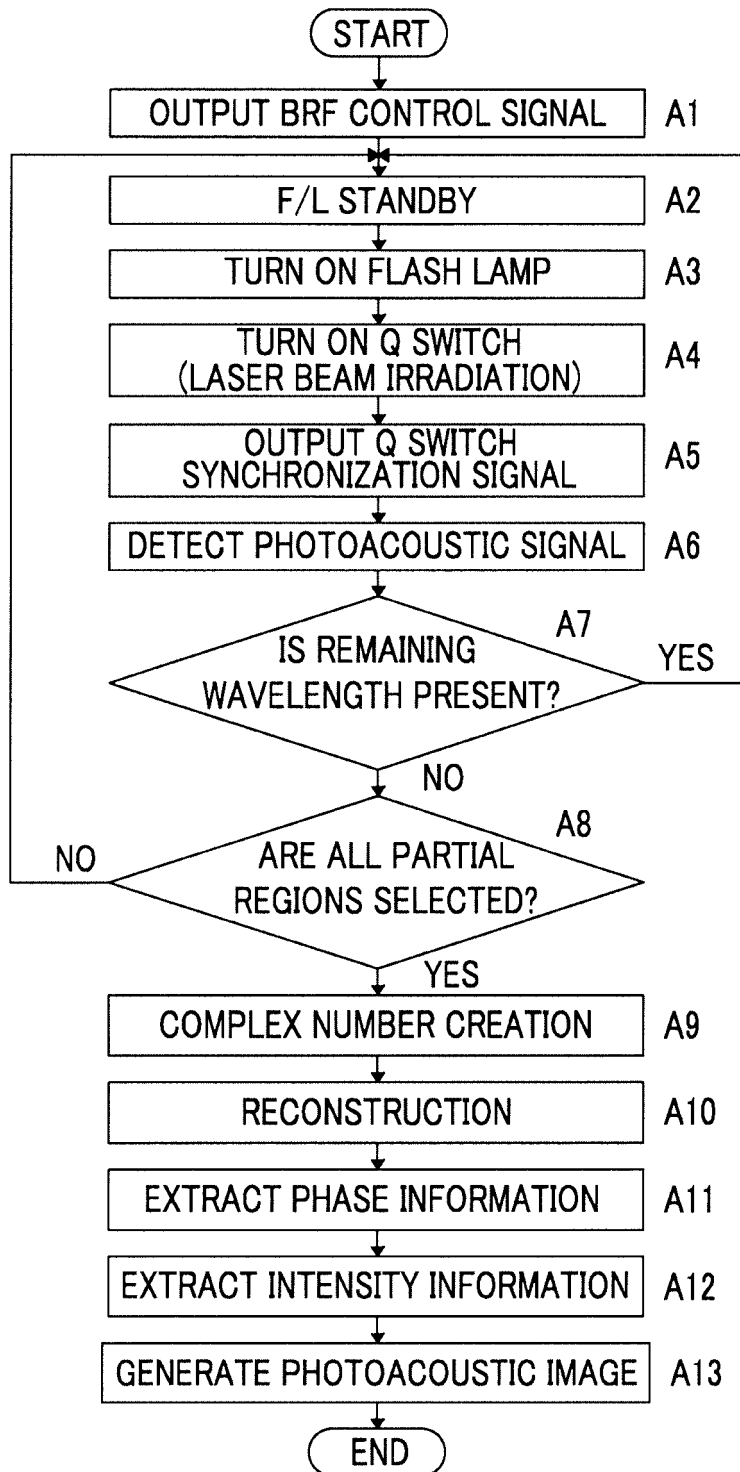 START
OUTPUT BRF CONTROL SIGNAL A1
F/L STANDBY A2
TURN ON FLASH LAMP A3
TURN ON Q SWITCH
(LASER BEAM IRRADIATION) A4
OUTPUT Q SWITCH
SYNCHRONIZATION SIGNAL A5
DETECT PHOTOACOUSTIC SIGNAL A6
A7
IS REMAINING
WAVELENGTH PRESENT? YES
NO
A8
NO ARE ALL PARTIAL
REGIONS SELECTED?
YES
COMPLEX NUMBER CREATION A9
RECONSTRUCTION A10
EXTRACT PHASE INFORMATION A11
EXTRACT INTENSITY INFORMATION A12
GENERATE PHOTOACOUSTIC IMAGE A13
END